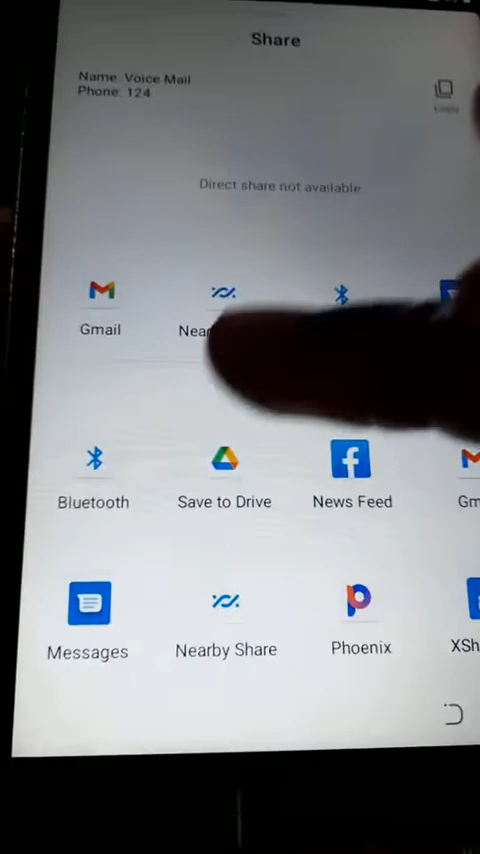 Share
Name: Voice Mail
Phone: 124
Copy
Direct share not available
Gmail
Bluetooth
Save to Drive
News Feed
Messages
Nearby Share
Phoenix